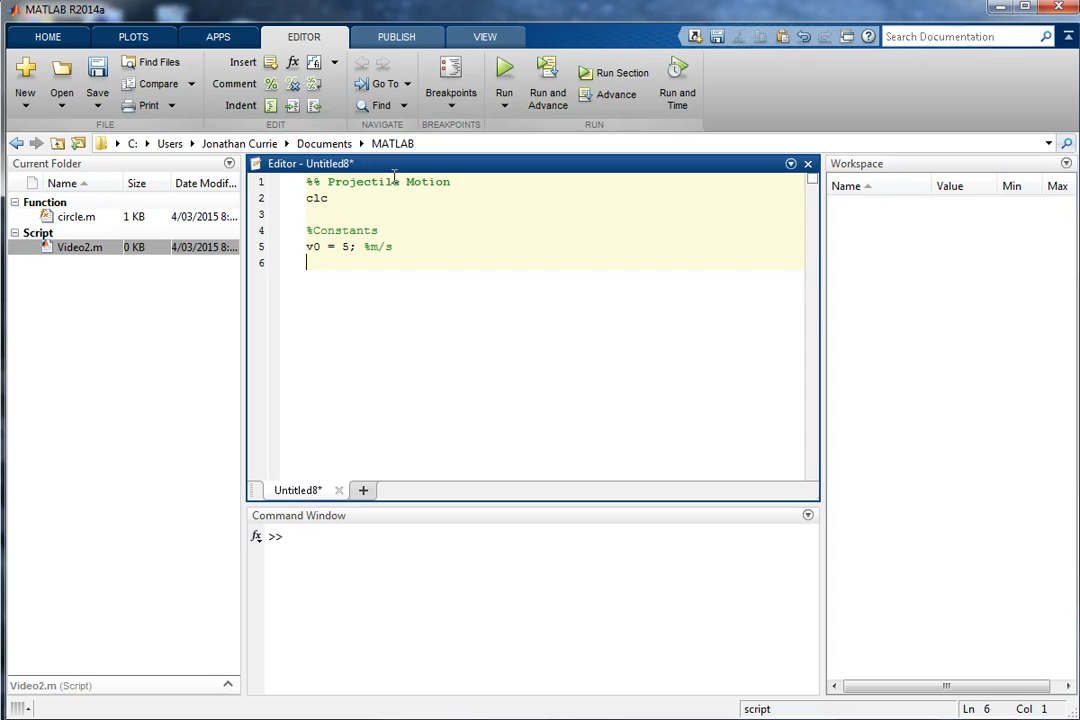 MATLAB R2014a
HOME PLOTS APPS EDITOR PUBLISH VIEW Search Documentation
New Open Save Find Files Compare Print FILE
Insert fx Comment Indent EDIT
Go To Find NAVIGATE
Breakpoints BREAKPOINTS
Run Run and Advance Run Section Advance Run and Time RUN
C: Users Jonathan Currie Documents MATLAB
Current Folder
Name Size Date Modif...
Function
circle.m 1 KB 4/03/2015 8:...
Script
Video2.m 0 KB 4/03/2015 8:...
Video2.m (Script)
Editor - Untitled8*
1 %% Projectile Motion
2 clc
3
4 %Constants
5 v0 = 5; %m/s
6
Untitled8*
Command Window
fx >>
Workspace
Name Value Min Max
script Ln 6 Col 1